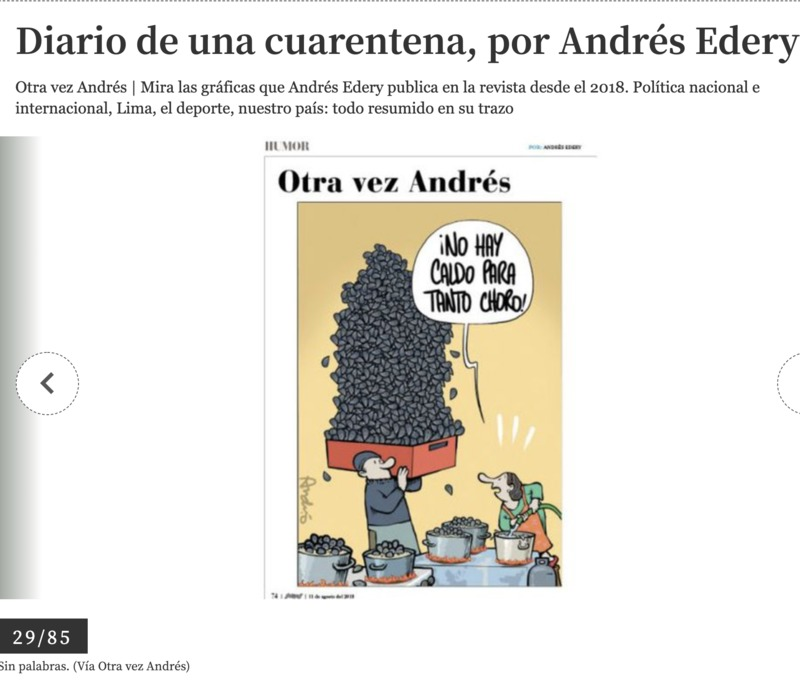 Diario de una cuarentena, por Andrés Edery
Otra vez Andrés | Mira las gráficas que Andrés Edery publica en la revista desde el 2018. Política nacional e
internacional, Lima, el deporte, nuestro país: todo resumido en su trazo
HUMOR
POR: ANDRÉS EDERY
Otra vez Andrés
¡NO HAY
CALDO PARA
TANTO CHORO!
Andrés
74 | | 11 de agosto del 2018
29/85
Sin palabras. (Vía Otra vez Andrés)